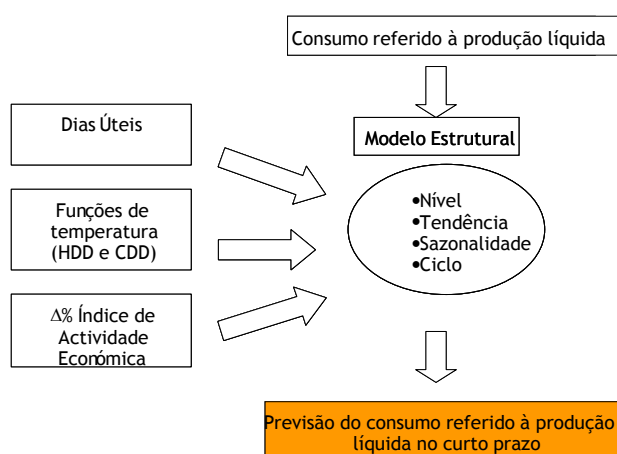 Consumo referido à produção líquida
Dias Úteis
Modelo Estrutural
Funções de
temperatura
(HDD e CDD)
•Nível
•Tendência
•Sazonalidade
•Ciclo
Δ% Índice de
Actividade
Económica
Previsão do consumo referido à produção
líquida no curto prazo